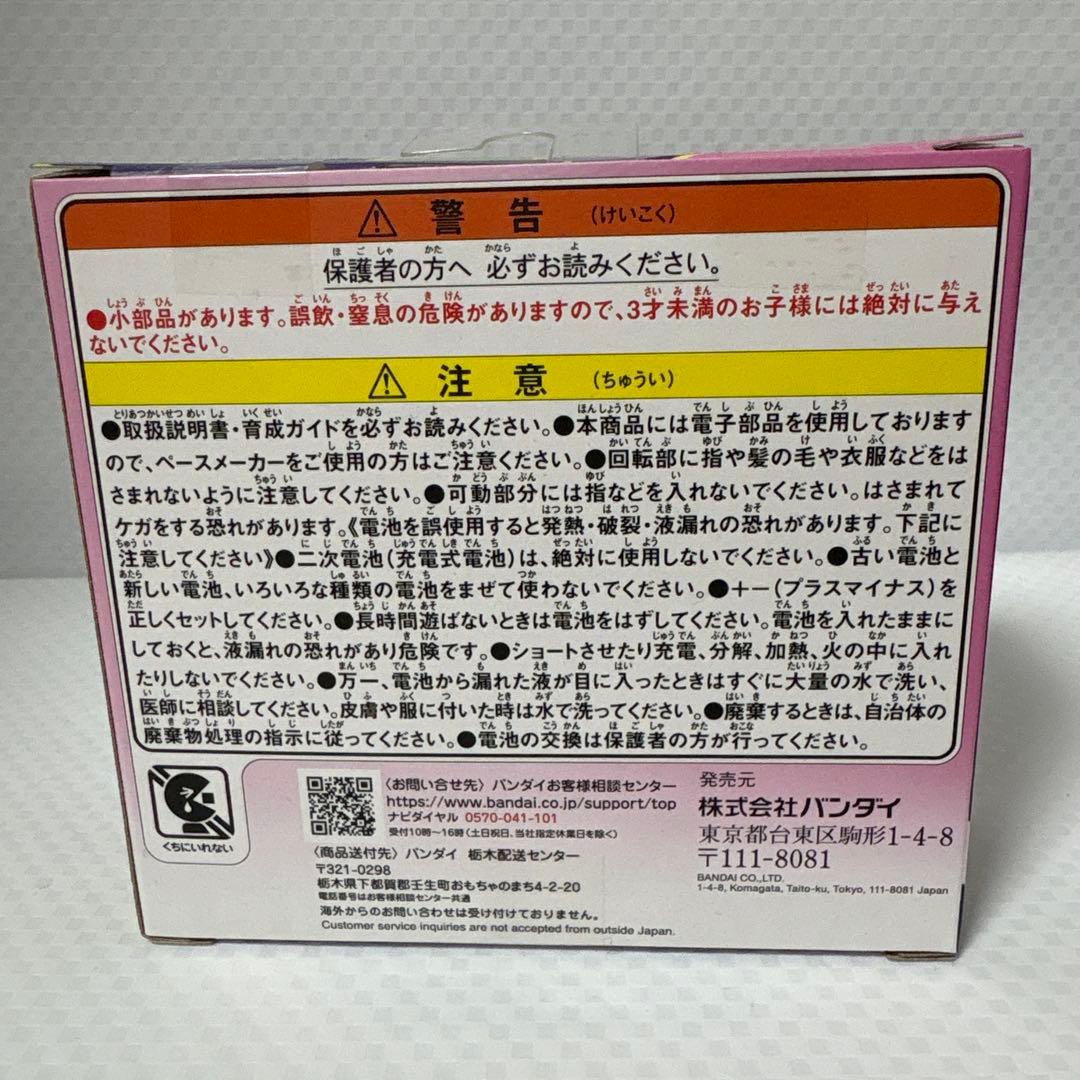 警告 (けいこく)
保護者の方へ 必ずお読みください。
●小部品があります。誤飲・窒息の危険がありますので、3才未満のお子様には絶対に与え
ないでください。
注意 (ちゅうい)
●取扱説明書・育成ガイドを必ずお読みください。●本商品には電子部品を使用しております
ので、ペースメーカーをご使用の方はご注意ください。●回転部に指や髪の毛や衣服などをは
さまれないように注意してください。●可動部分には指などを入れないでください。はさまれて
ケガをする恐れがあります。《電池を誤使用すると発熱・破裂・液漏れの恐れがあります。下記に
注意してください》●二次電池(充電式電池)は、絶対に使用しないでください。●古い電池と
新しい電池、いろいろな種類の電池をまぜて使わないでください。●+-(プラスマイナス)を
正しくセットしてください。●長時間遊ばないときは電池をはずしてください。電池を入れたままに
しておくと、液漏れの恐れがあり危険です。●ショートさせたり充電、分解、加熱、火の中に入れ
たりしないでください。●万一、電池から漏れた液が目に入ったときはすぐに大量の水で洗い、
医師に相談してください。皮膚や服に付いた時は水で洗ってください。●廃棄するときは、自治体の
廃棄物処理の指示に従ってください。●電池の交換は保護者の方が行ってください。
くちにいれない
〈お問い合せ先〉バンダイお客様相談センター
https://www.bandai.co.jp/support/top
ナビダイヤル 0570-041-101
受付10時〜16時(土日祝日、当社指定休業日を除く)
〈商品送付先〉バンダイ 栃木配送センター
〒321-0298
栃木県下都賀郡壬生町おもちゃのまち4-2-20
電話番号はお客様相談センター共通
海外からのお問い合わせは受け付けておりません。
Customer service inquiries are not accepted from outside Japan.
発売元
株式会社バンダイ
東京都台東区駒形1-4-8
〒111-8081
BANDAI CO.,LTD.
1-4-8, Komagata, Taito-ku, Tokyo, 111-8081 Japan